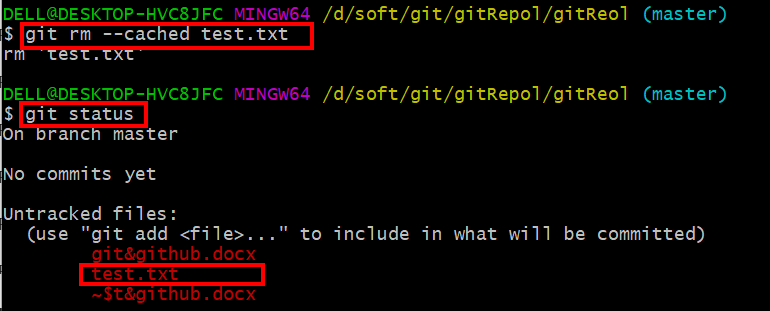 DELL@DESKTOP-HVC8JFC MINGW64 /d/soft/git/gitRepol/gitReol (master)
$ git rm --cached test.txt
rm 'test.txt'
DELL@DESKTOP-HVC8JFC MINGW64 /d/soft/git/gitRepol/gitReol (master)
$ git status
On branch master
No commits yet
Untracked files:
(use "git add <file>..." to include in what will be committed)
git&github.docx
test.txt
~$t&github.docx